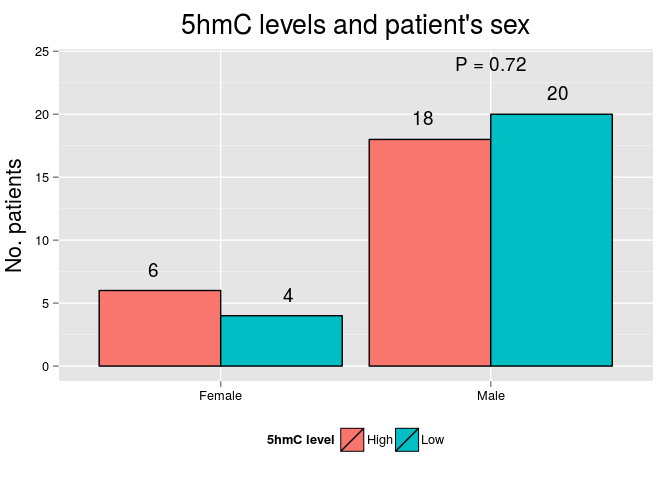 5hmC levels and patient's sex
No. patients
25
20
15
10
5
0
P = 0.72
6
4
18
20
Female
Male
5hmC level
High
Low